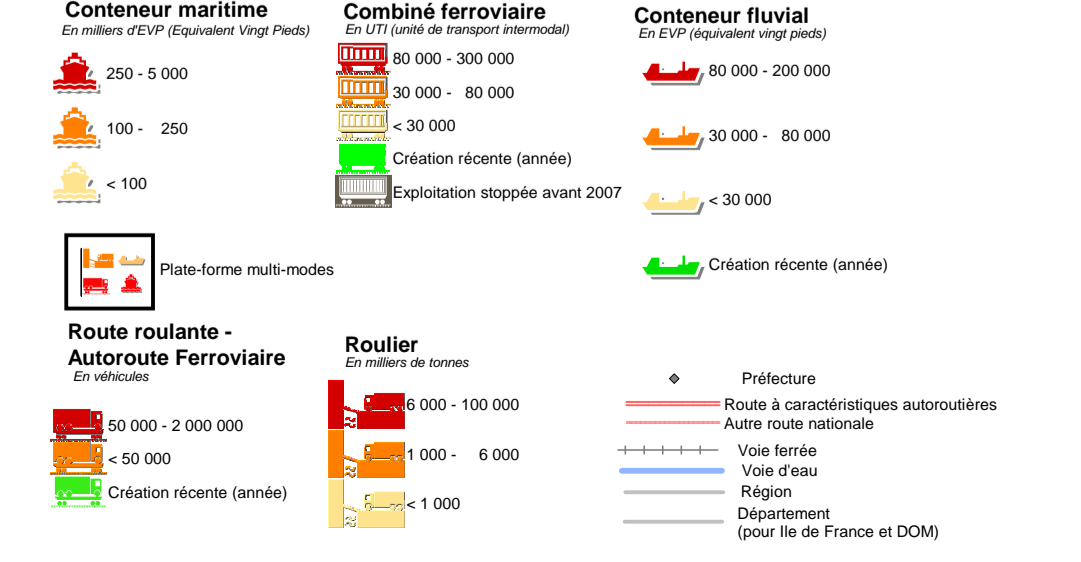 Conteneur maritime
En milliers d'EVP (Equivalent Vingt Pieds)
250 - 5 000
100 - 250
< 100
Plate-forme multi-modes
Combiné ferroviaire
En UTI (unité de transport intermodal)
80 000 - 300 000
30 000 - 80 000
< 30 000
Création récente (année)
Exploitation stoppée avant 2007
Conteneur fluvial
En EVP (équivalent vingt pieds)
80 000 - 200 000
30 000 - 80 000
< 30 000
Création récente (année)
Route roulante -
Autoroute Ferroviaire
En véhicules
50 000 - 2 000 000
< 50 000
Création récente (année)
Roulier
En milliers de tonnes
6 000 - 100 000
1 000 - 6 000
< 1 000
Préfecture
Route à caractéristiques autoroutières
Autre route nationale
Voie ferrée
Voie d'eau
Région
Département
(pour Ile de France et DOM)